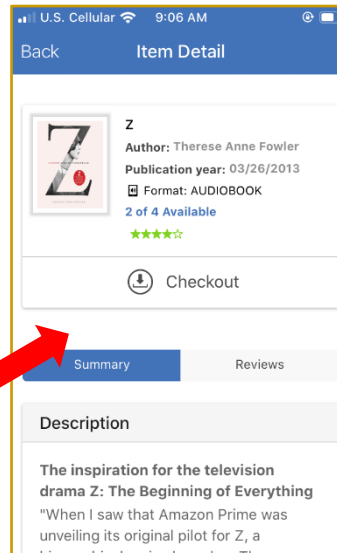 U.S. Cellular 9:06 AM
Back Item Detail
Z
Z
Author: Therese Anne Fowler
Publication year: 03/26/2013
Format: AUDIOBOOK
2 of 4 Available
Checkout
Summary Reviews
Description
The inspiration for the television
drama Z: The Beginning of Everything
"When I saw that Amazon Prime was
unveiling its original pilot for Z, a